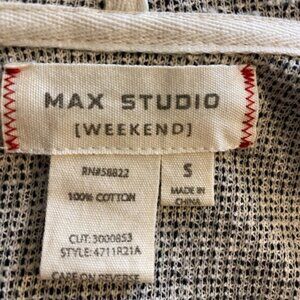 MAX STUDIO
[WEEKEND]
RN#58822
100% COTTON
S
MADE IN
CHINA
CUT: 3000853
STYLE: 4711R21A
CARE ON REVERSE